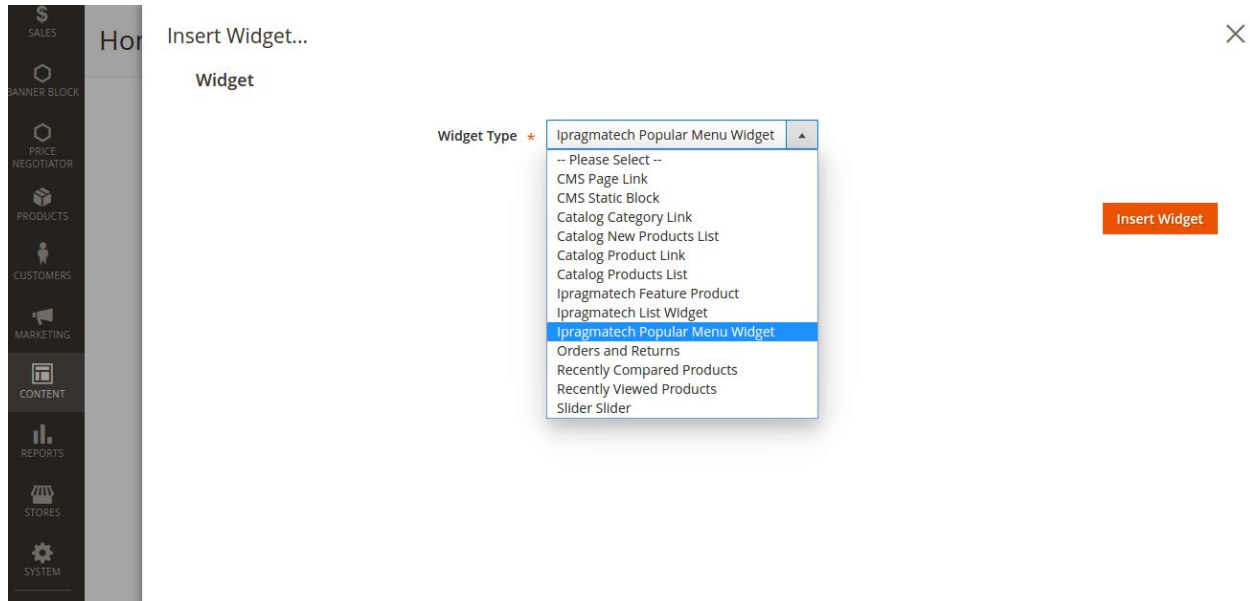 SALES
BANNER BLOCK
PRICE
NEGOTIATOR
PRODUCTS
CUSTOMERS
MARKETING
CONTENT
REPORTS
STORES
SYSTEM
Hor
Insert Widget...
Widget
Widget Type * Ipragmatech Popular Menu Widget
-- Please Select --
CMS Page Link
CMS Static Block
Catalog Category Link
Catalog New Products List
Catalog Product Link
Catalog Products List
Ipragmatech Feature Product
Ipragmatech List Widget
Ipragmatech Popular Menu Widget
Orders and Returns
Recently Compared Products
Recently Viewed Products
Slider Slider
Insert Widget